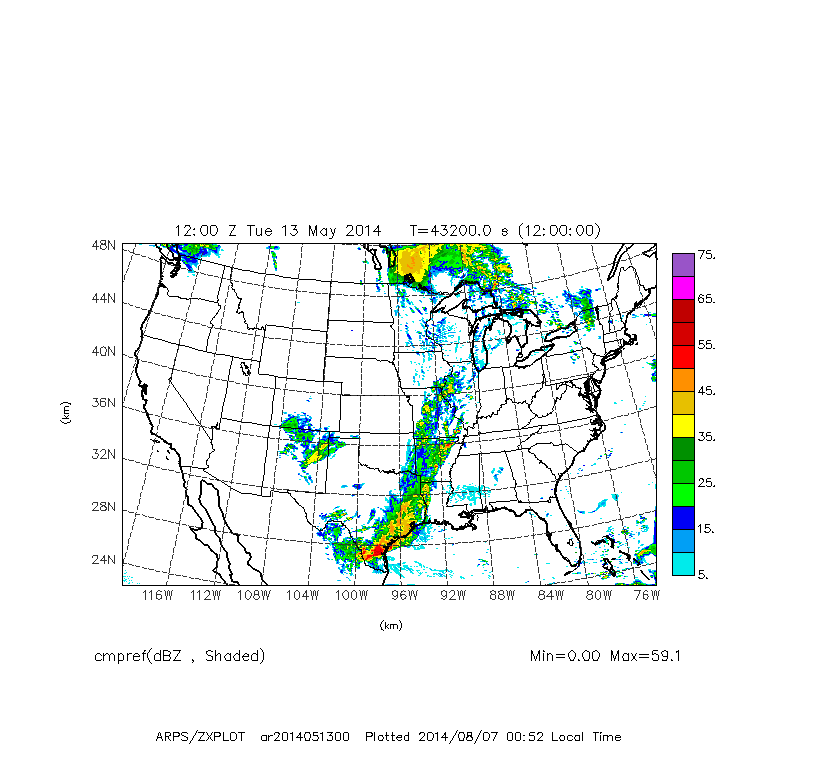 12:00 Z Tue 13 May 2014 T=43200.0 s (12:00:00)
48N
44N
40N
36N
32N
28N
24N
(km)
75.
65.
55.
45.
35.
25.
15.
5.
116W 112W 108W 104W 100W 96W 92W 88W 84W 80W 76W
(km)
cmpref(dBZ , Shaded) Min=0.00 Max=59.1
ARPS/ZXPLOT ar2014051300 Plotted 2014/08/07 00:52 Local Time